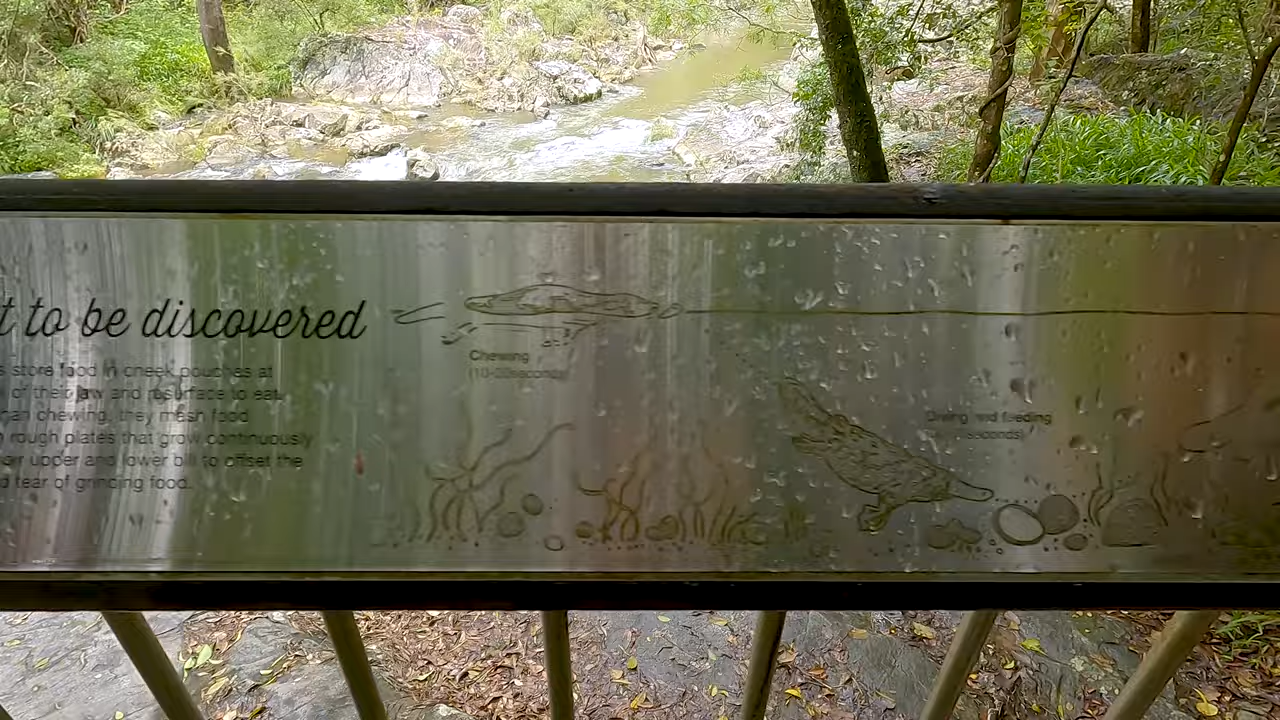 t to be discovered
s store food in cheek pouches at
of their jaw and resurface to eat.
han chewing, they mash food
rough plates that grow continuously
upper and lower bill to offset the
d tear of grinding food.
Chewing
Diving and feeding
seconds)